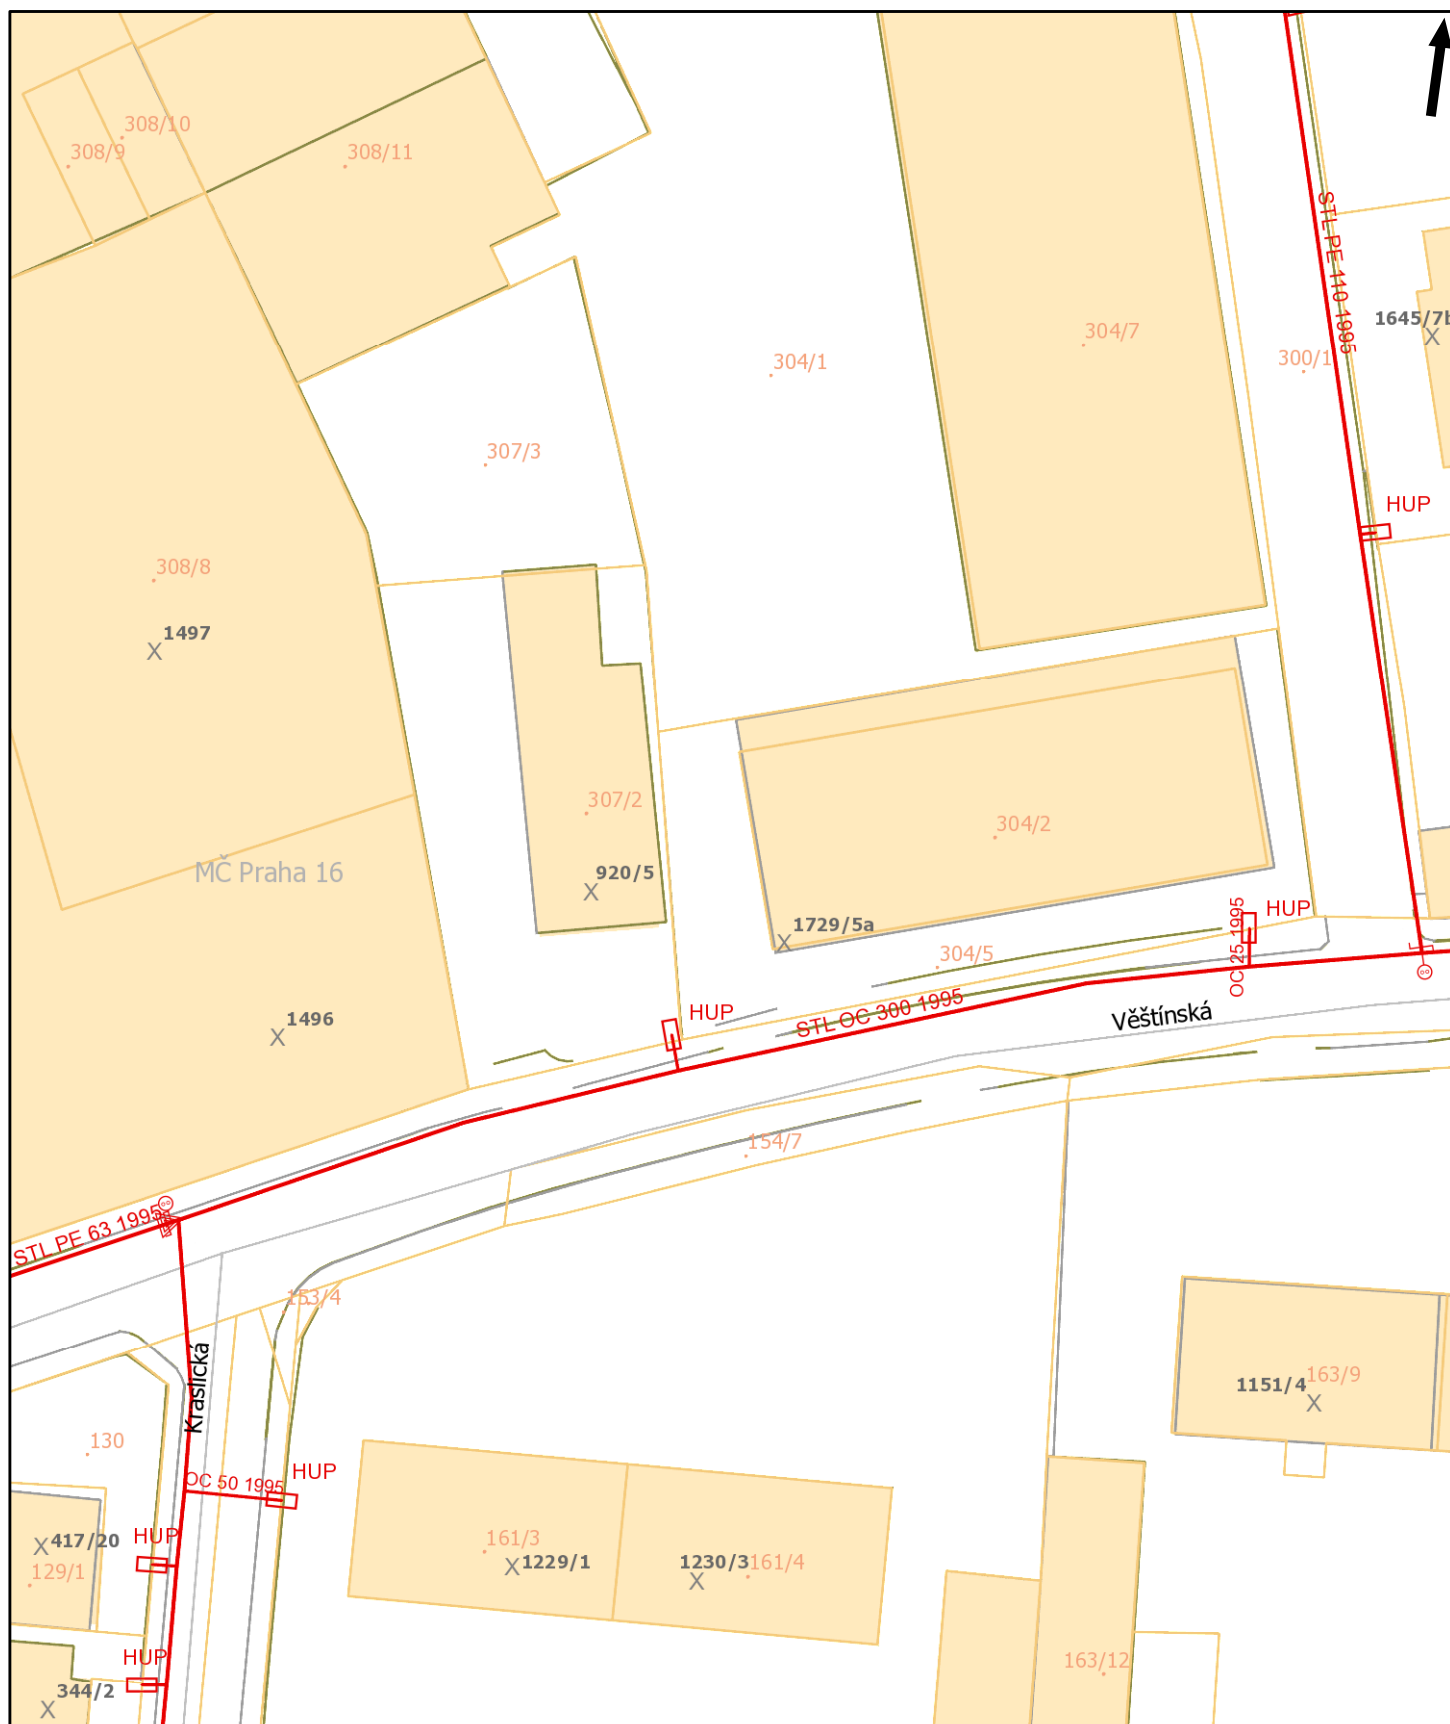 308/10
308/9
308/11
STL PE 110 1995
1645/7b
304/7
300/1
304/1
307/3
HUP
308/8
1497
307/2
304/2
MČ Praha 16
920/5
1729/5a
HUP
OC 25 1995
304/5
STL OC 300 1995
HUP
Věštínská
1496
154/7
STL PE 63 1995
153/4
Kraslická
163/9
1151/4
130
HUP
OC 50 1995
417/20
HUP
129/1
161/3
1229/1
1230/3
161/4
HUP
163/12
344/2